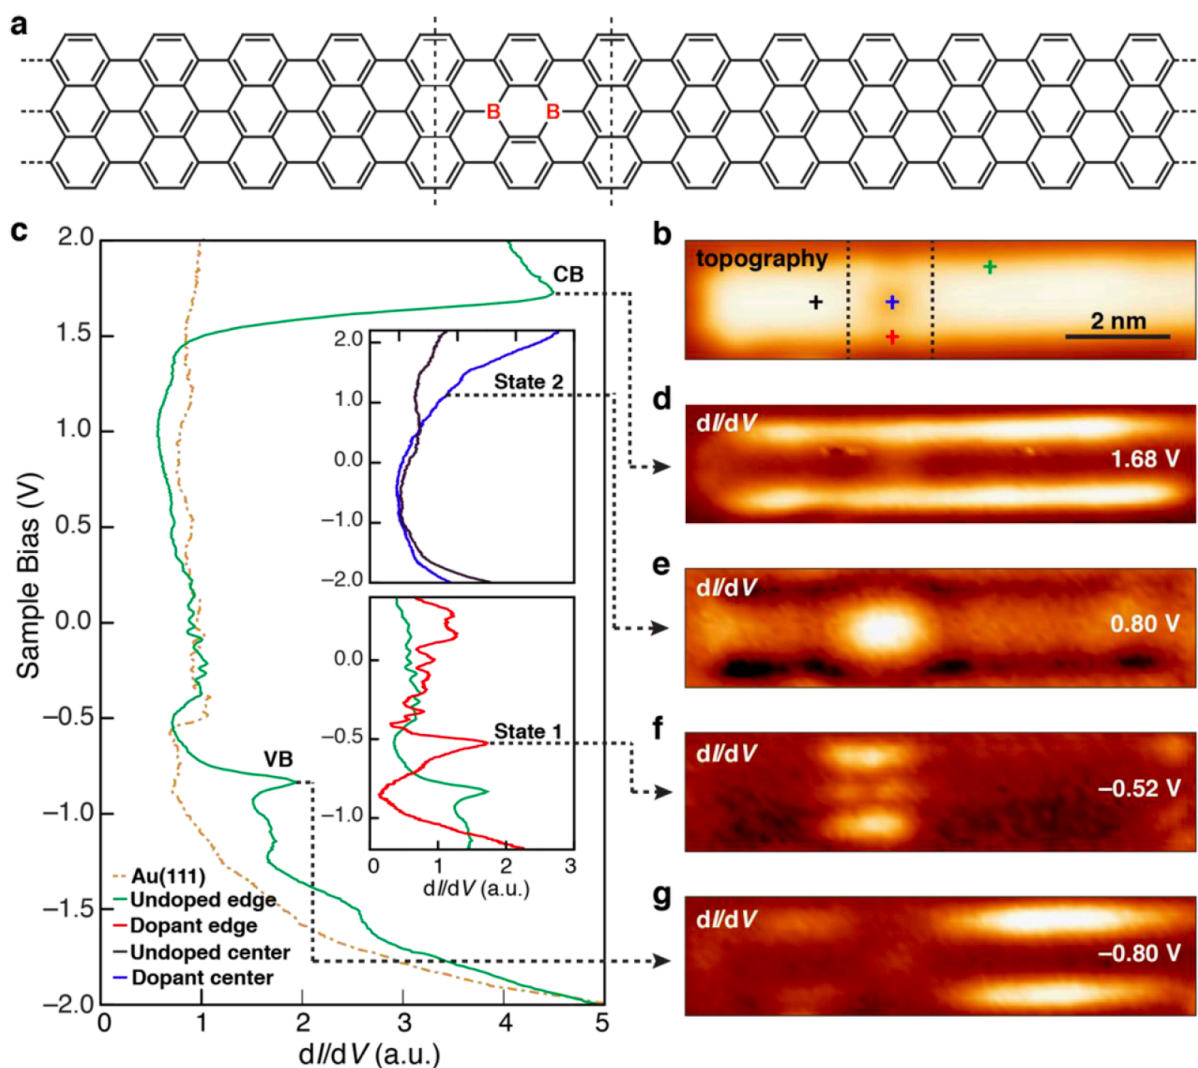 a
B B
c
2.0
1.5
1.0
0.5
0.0
−0.5
−1.0
−1.5
−2.0
Sample Bias (V)
0 1 2 3 4 5
dI/dV (a.u.)
CB
VB
2.0
1.0
0.0
−1.0
−2.0
State 2
0.0
−0.5
−1.0
State 1
0 1 2 3
dI/dV (a.u.)
Au(111)
Undoped edge
Dopant edge
Undoped center
Dopant center
b
topography
2 nm
d
dI/dV
1.68 V
e
dI/dV
0.80 V
f
dI/dV
−0.52 V
g
dI/dV
−0.80 V